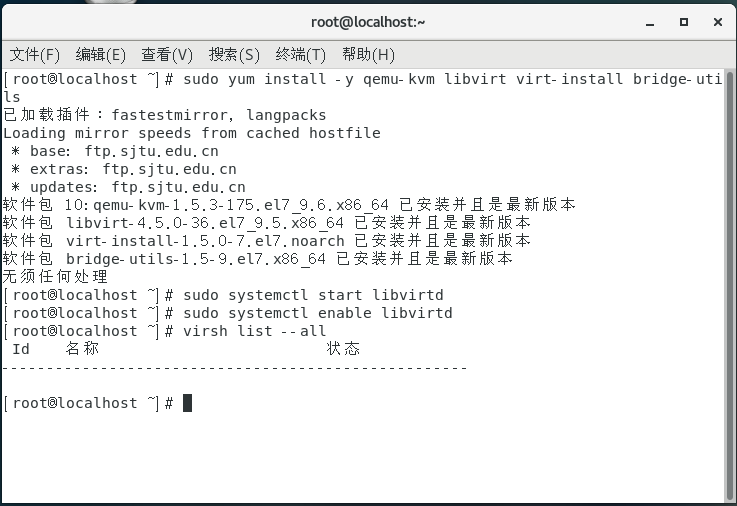 root@localhost:~
文件(F) 编辑(E) 查看(V) 搜索(S) 终端(T) 帮助(H)
[root@localhost ~]# sudo yum install -y qemu-kvm libvirt virt-install bridge-uti
ls
已加载插件：fastestmirror, langpacks
Loading mirror speeds from cached hostfile
 * base: ftp.sjtu.edu.cn
 * extras: ftp.sjtu.edu.cn
 * updates: ftp.sjtu.edu.cn
软件包 10:qemu-kvm-1.5.3-175.el7_9.6.x86_64 已安装并且是最新版本
软件包 libvirt-4.5.0-36.el7_9.5.x86_64 已安装并且是最新版本
软件包 virt-install-1.5.0-7.el7.noarch 已安装并且是最新版本
软件包 bridge-utils-1.5-9.el7.x86_64 已安装并且是最新版本
无须任何处理
[root@localhost ~]# sudo systemctl start libvirtd
[root@localhost ~]# sudo systemctl enable libvirtd
[root@localhost ~]# virsh list --all
 Id    名称                         状态
----------------------------------------------------
[root@localhost ~]#